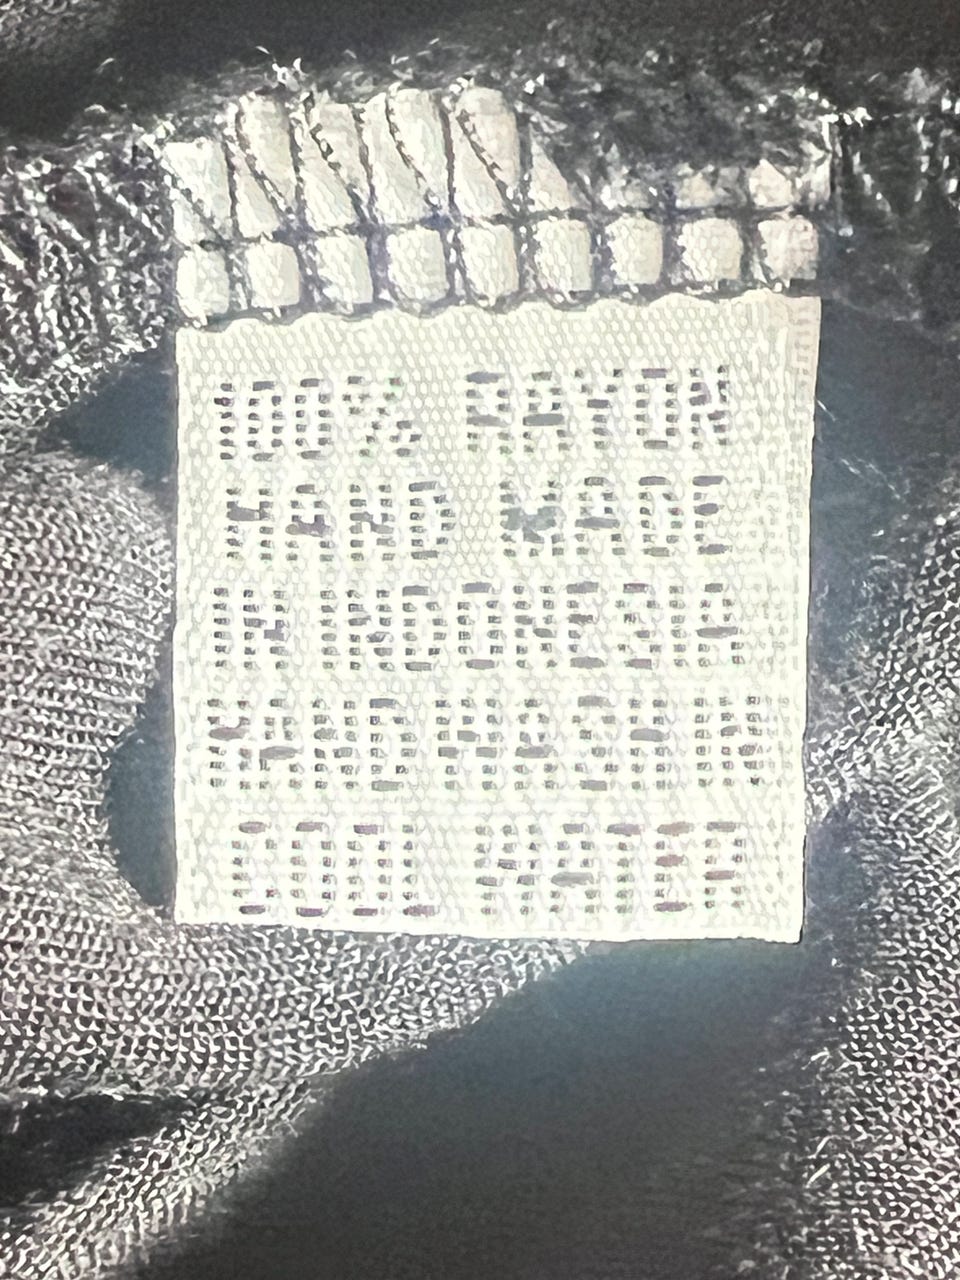 100% RAYON
HAND MADE
IN INDONESIA
HAND WASH IN
COOL WATER